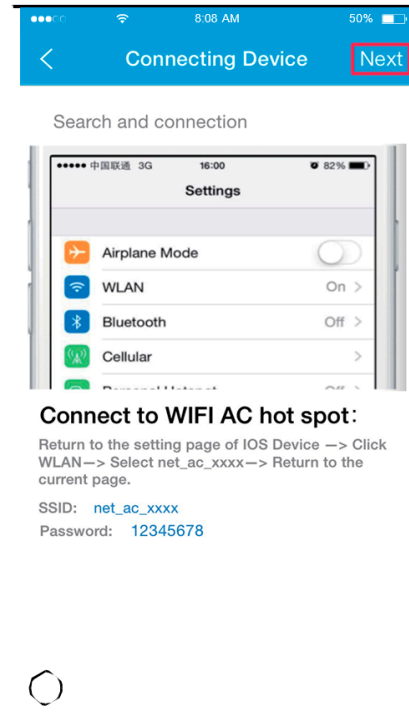 8:08 AM 50%
Connecting Device Next
Search and connection
中国联通 3G 16:00 82%
Settings
Airplane Mode
WLAN On
Bluetooth Off
Cellular
Connect to WIFI AC hot spot:
Return to the setting page of IOS Device —> Click
WLAN—> Select net_ac_xxxx—> Return to the
current page.
SSID: net_ac_xxxx
Password: 12345678